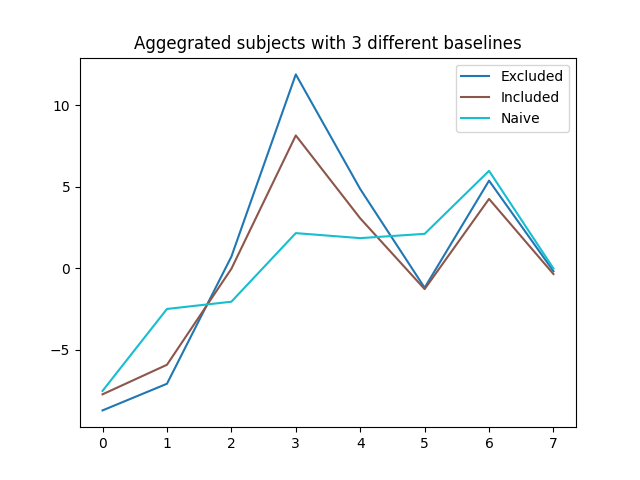 Aggegrated subjects with 3 different baselines
Excluded
Included
Naive
10
5
0
−5
0 1 2 3 4 5 6 7